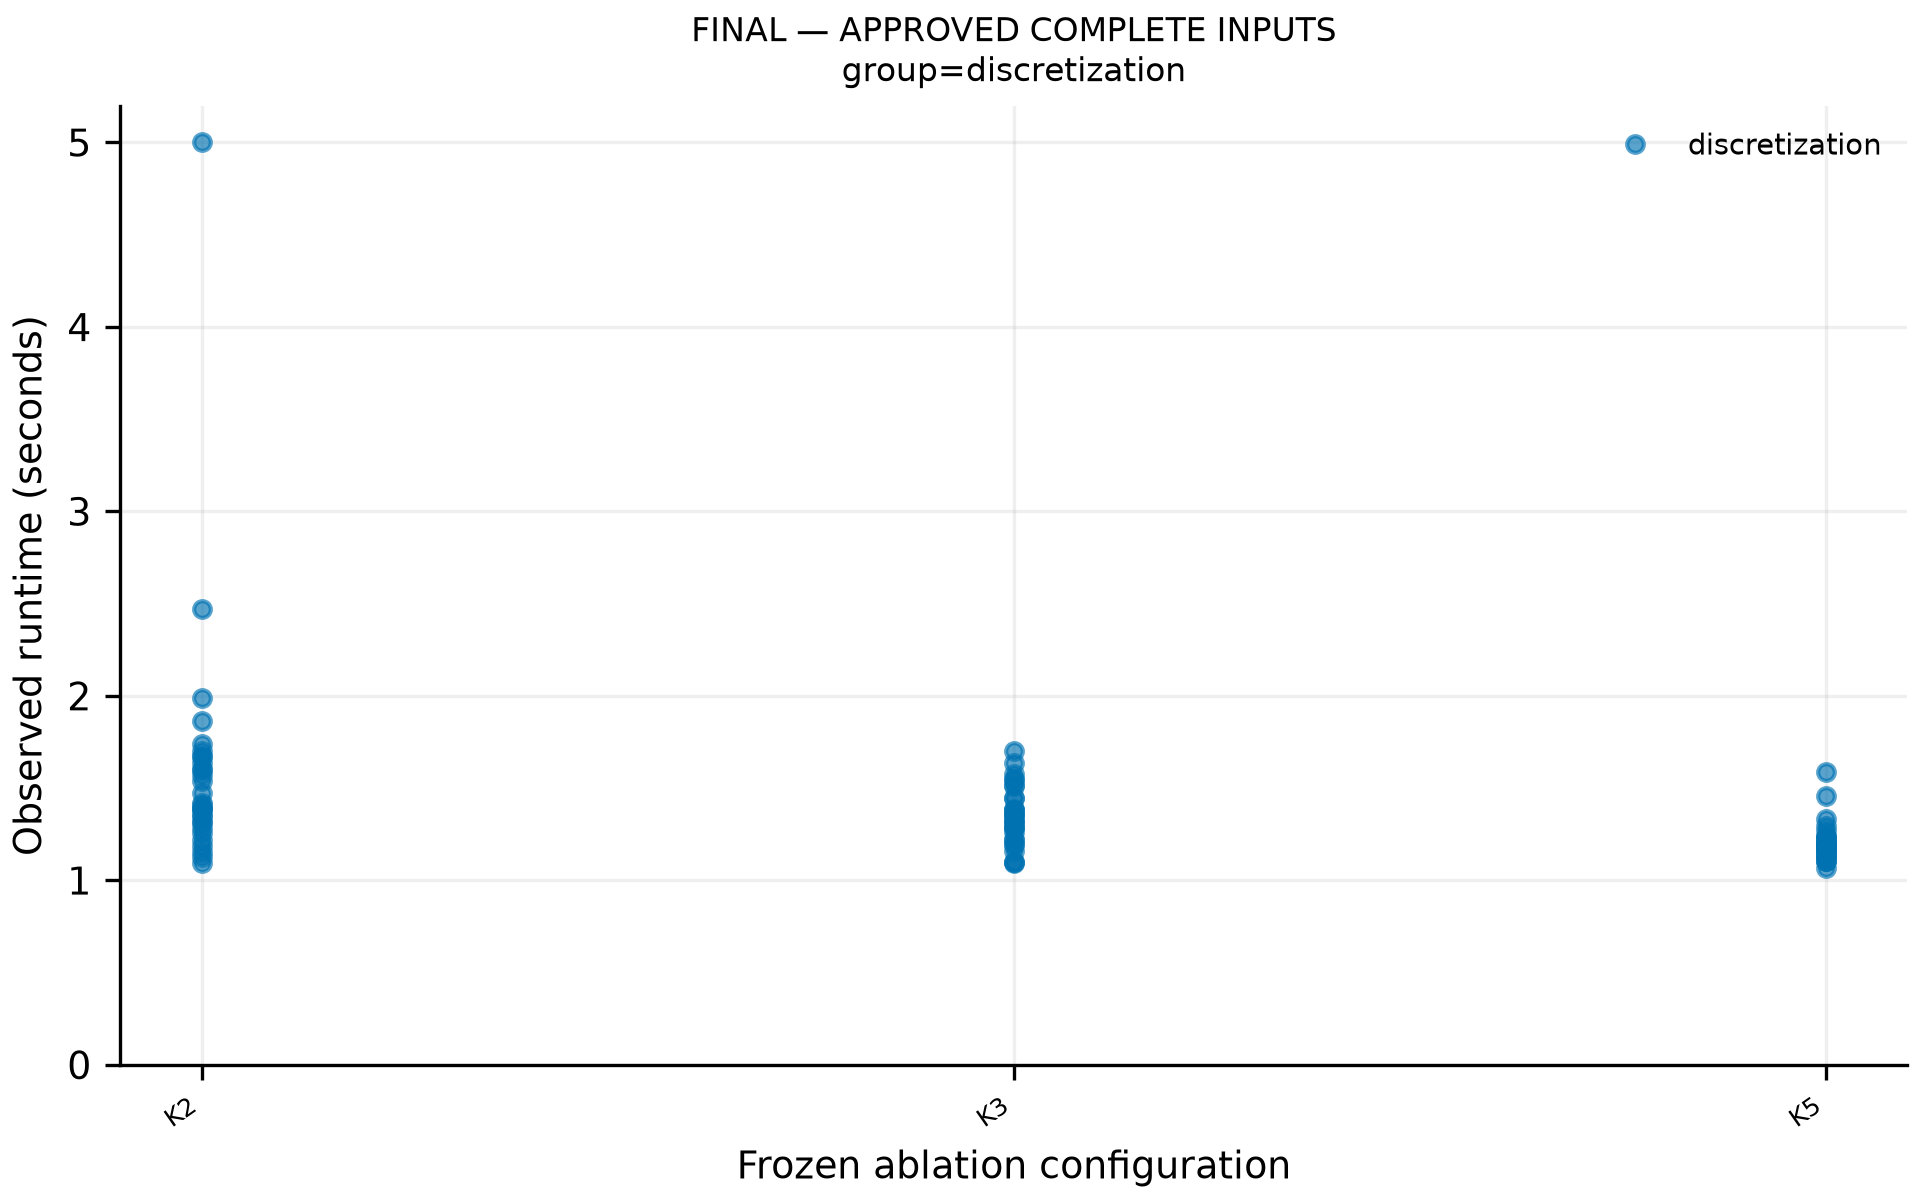 FINAL — APPROVED COMPLETE INPUTS
group=discretization
discretization
Observed runtime (seconds)
5
4
3
2
1
0
K2
K3
K5
Frozen ablation configuration